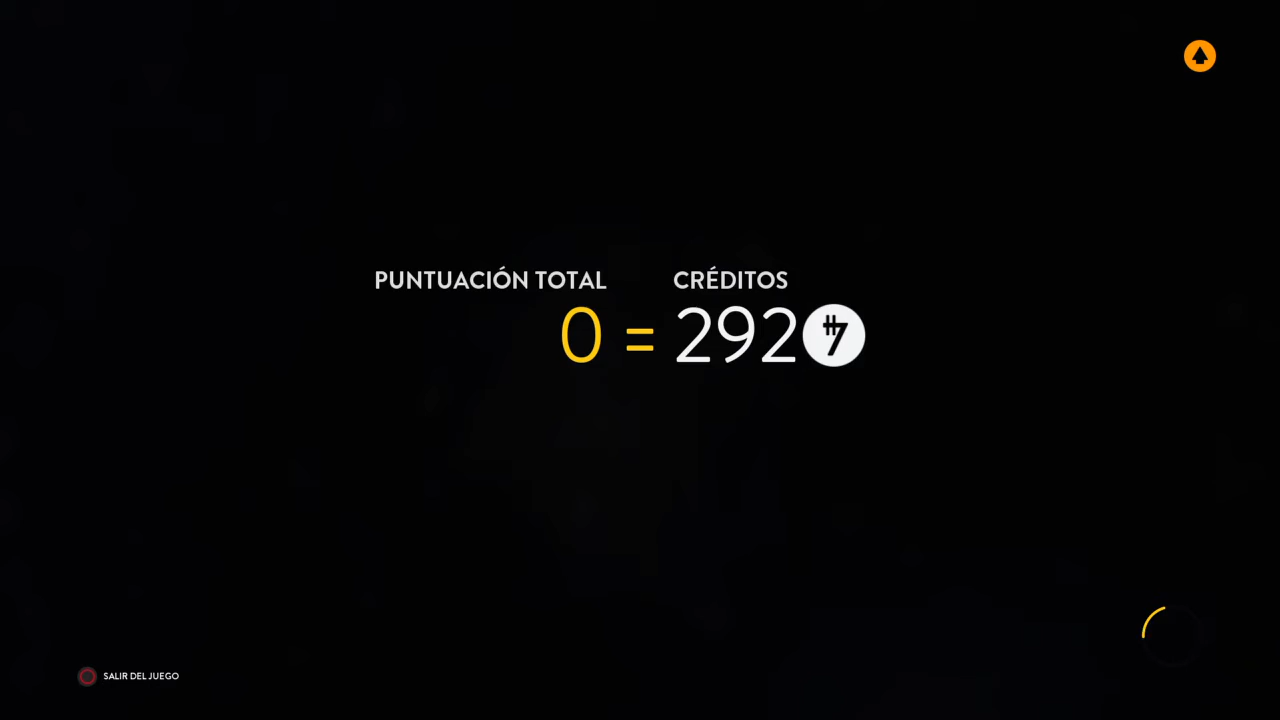 PUNTUACIÓN TOTAL CRÉDITOS
0 = 292
SALIR DEL JUEGO